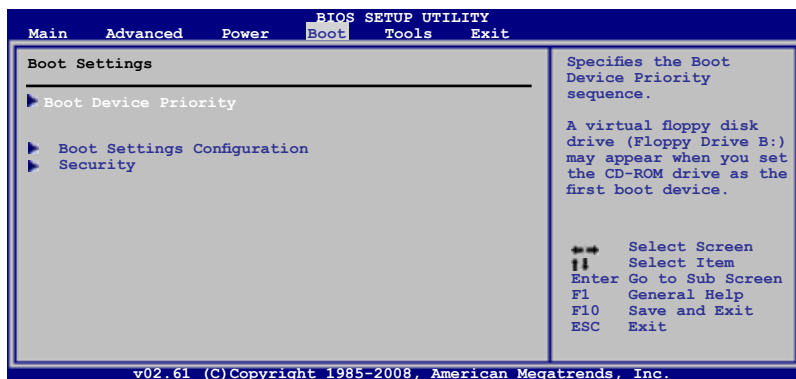 BIOS SETUP UTILITY
Main Advanced Power Boot Tools Exit
Boot Settings
Boot Device Priority
Boot Settings Configuration
Security
Specifies the Boot
Device Priority
sequence.
A virtual floppy disk
drive (Floppy Drive B:)
may appear when you set
the CD-ROM drive as the
first boot device.
Select Screen
Select Item
Enter Go to Sub Screen
F1 General Help
F10 Save and Exit
ESC Exit
v02.61 (C)Copyright 1985-2008, American Megatrends, Inc.